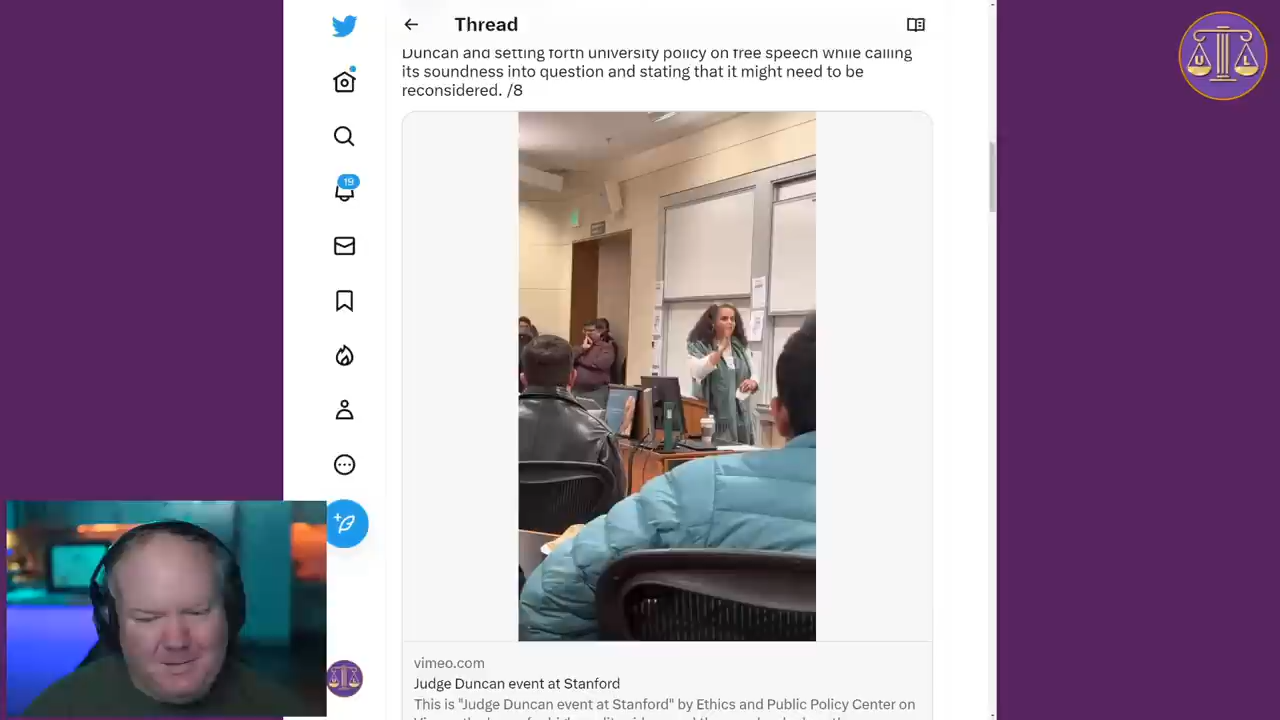 Thread
Duncan and setting forth university policy on free speech while calling
its soundness into question and stating that it might need to be
reconsidered. /8
19
U L
vimeo.com
Judge Duncan event at Stanford
This is "Judge Duncan event at Stanford" by Ethics and Public Policy Center on